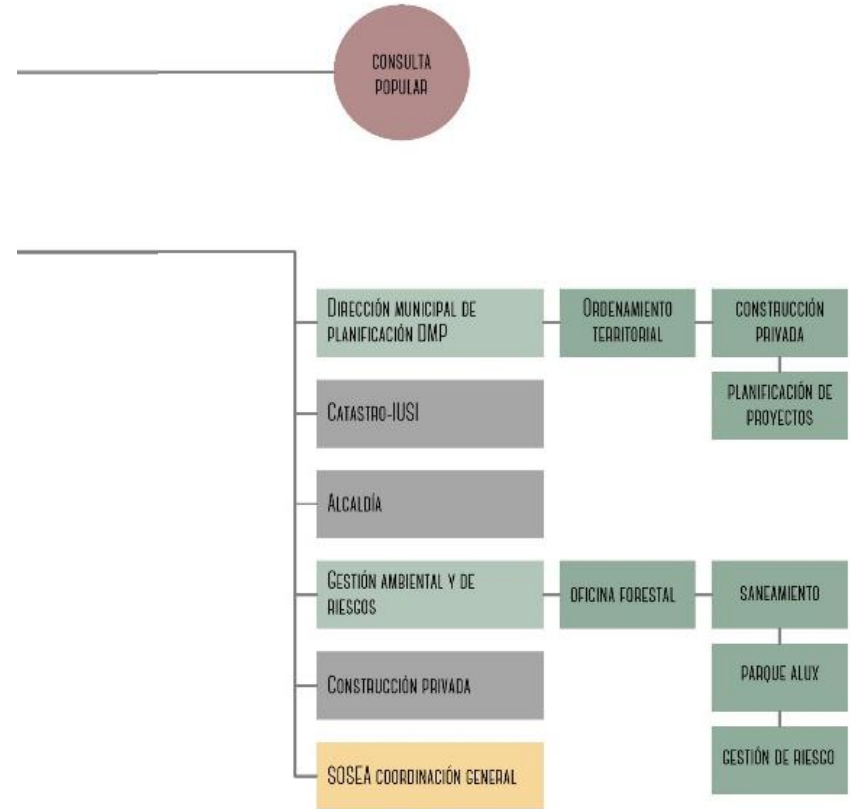 CONSULTA
POPULAR
DIRECCIÓN MUNICIPAL DE
PLANIFICACIÓN DMP
ORDENAMIENTO
TERRITORIAL
CONSTRUCCIÓN
PRIVADA
PLANIFICACIÓN DE
PROYECTOS
CATASTRO-IUSI
ALCALDÍA
GESTIÓN AMBIENTAL Y DE
RIESGOS
OFICINA FORESTAL
SANEAMIENTO
PARQUE ALUX
GESTIÓN DE RIESGO
CONSTRUCCIÓN PRIVADA
SOSEA COORDINACIÓN GENERAL